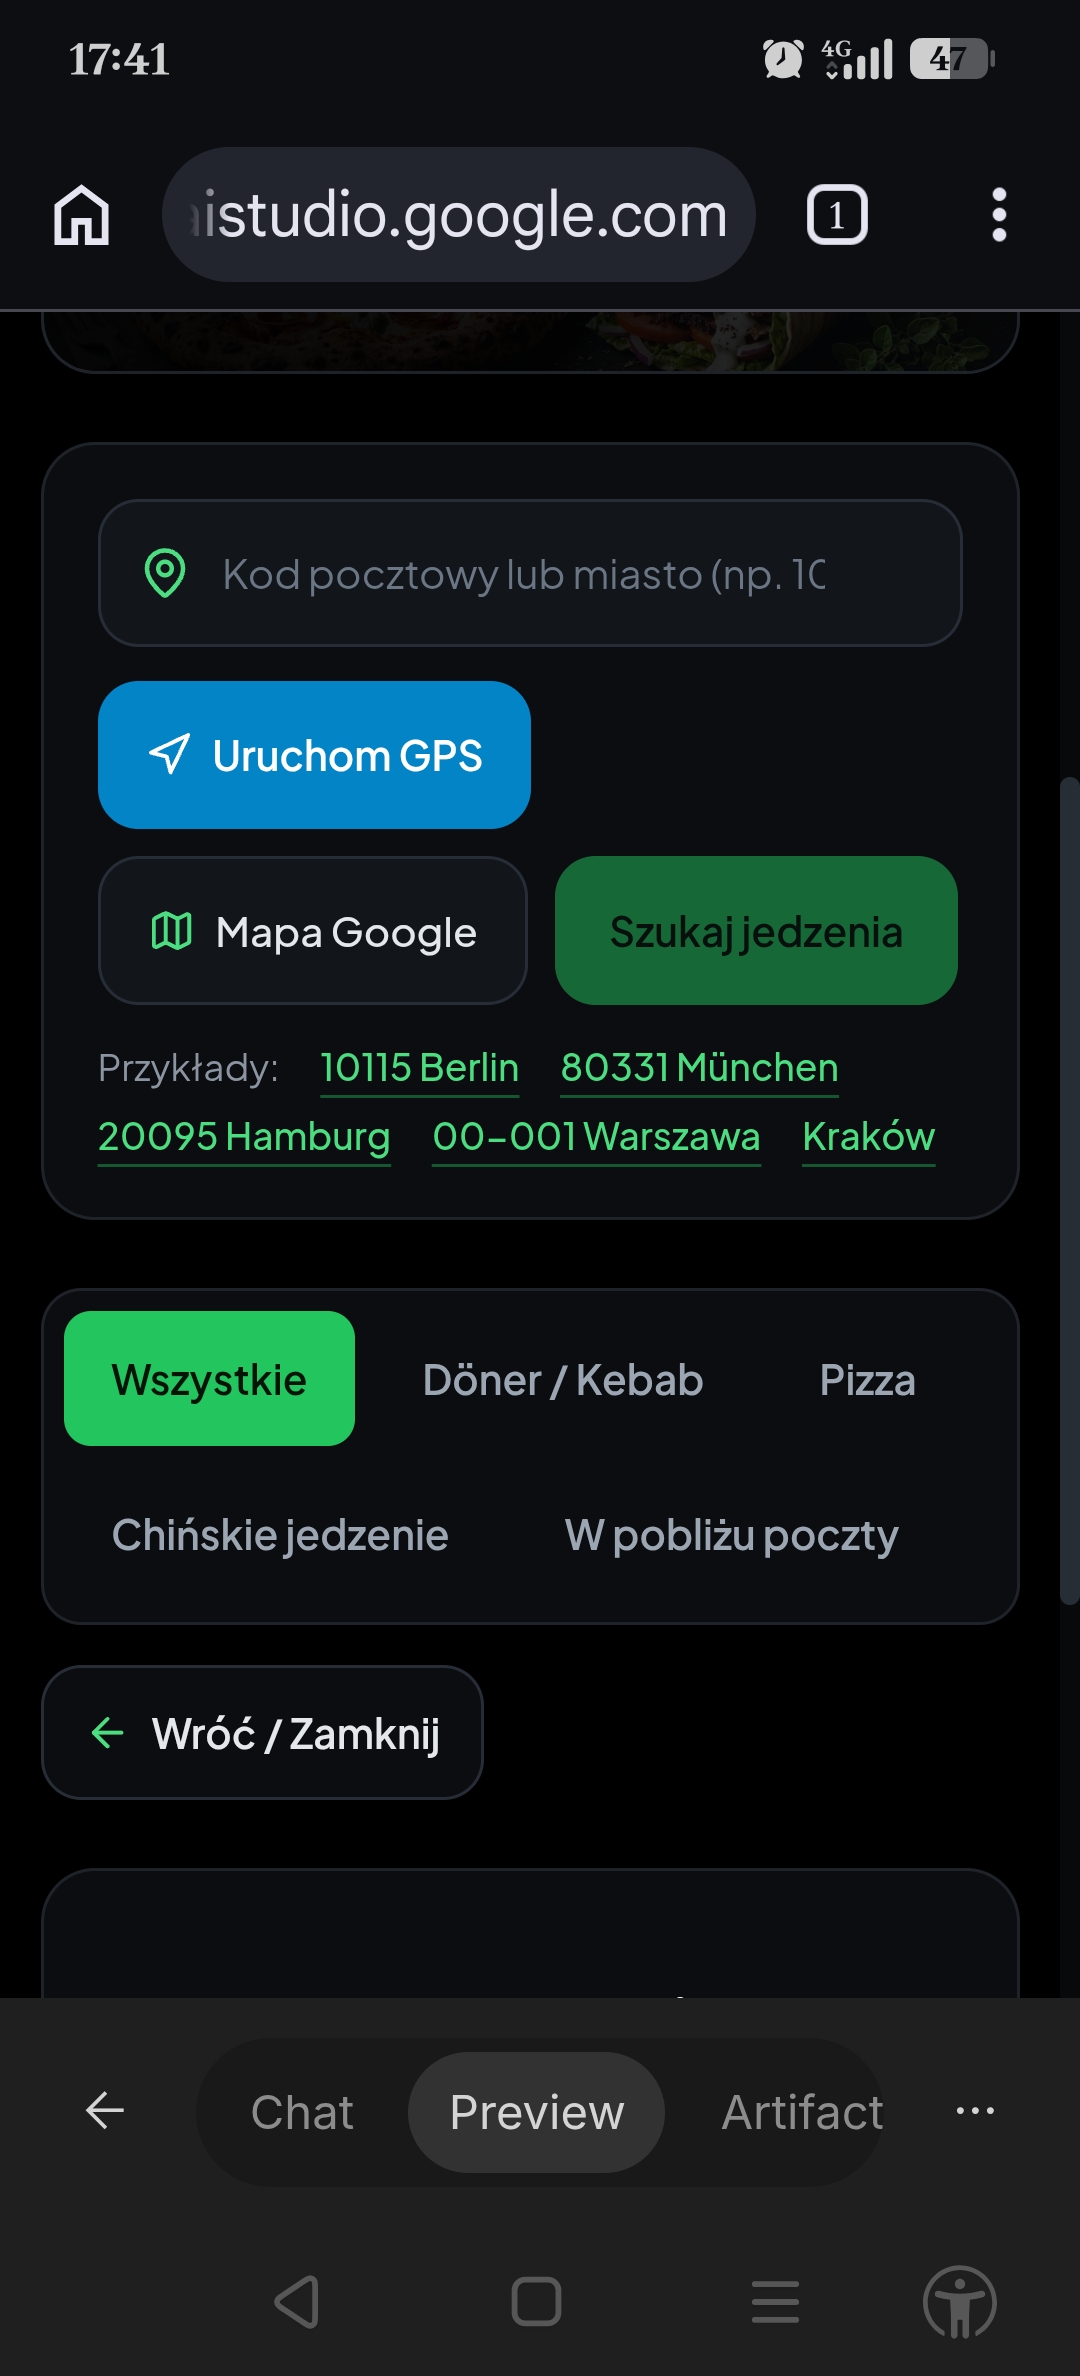 17:41
4G
47
istudio.google.com
1
Kod pocztowy lub miasto (np. 10
Uruchom GPS
Mapa Google
Szukaj jedzenia
Przykłady: 10115 Berlin 80331 München
20095 Hamburg 00-001 Warszawa Kraków
Wszystkie
Döner / Kebab
Pizza
Chińskie jedzenie
W pobliżu poczty
Wróć / Zamknij
Chat
Preview
Artifact